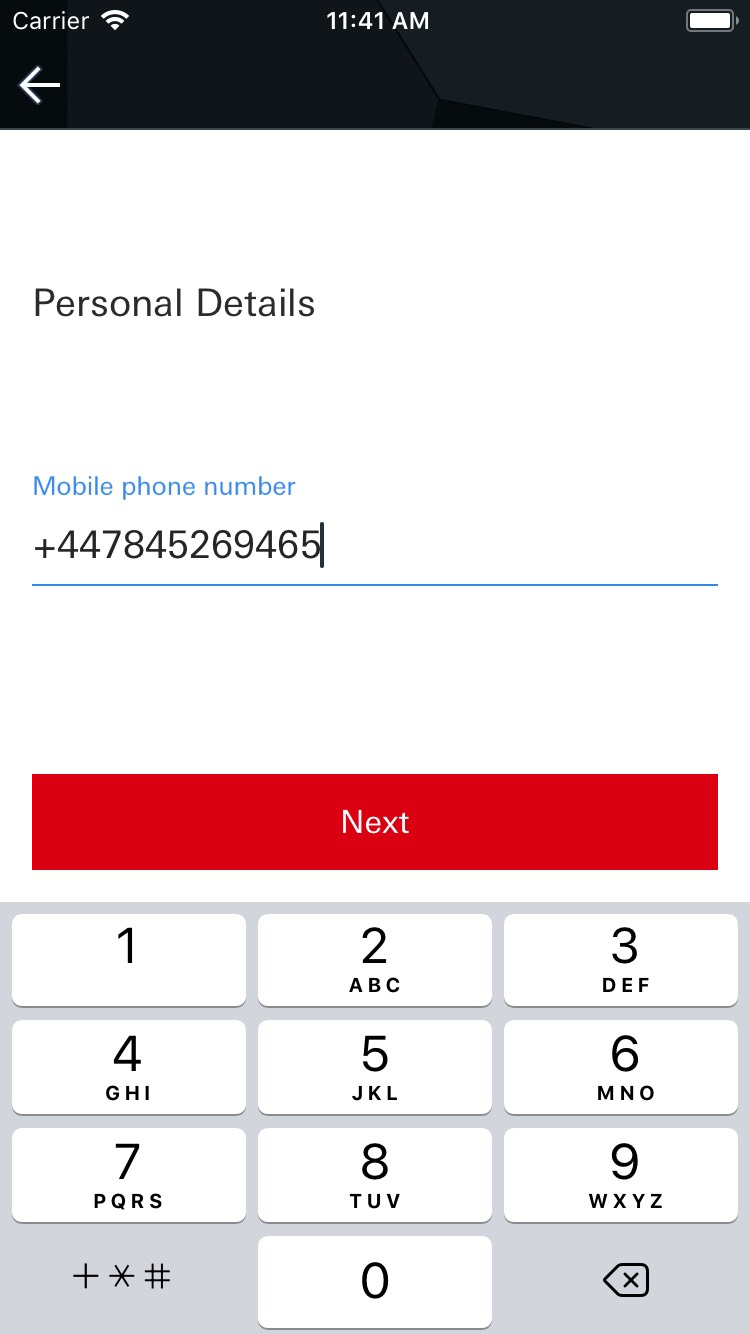 Carrier 11:41 AM
Personal Details
Mobile phone number
+447845269465
Next
1 2 3
ABC DEF
4 5 6
GHI JKL MNO
7 8 9
PQRS TUV WXYZ
+*# 0